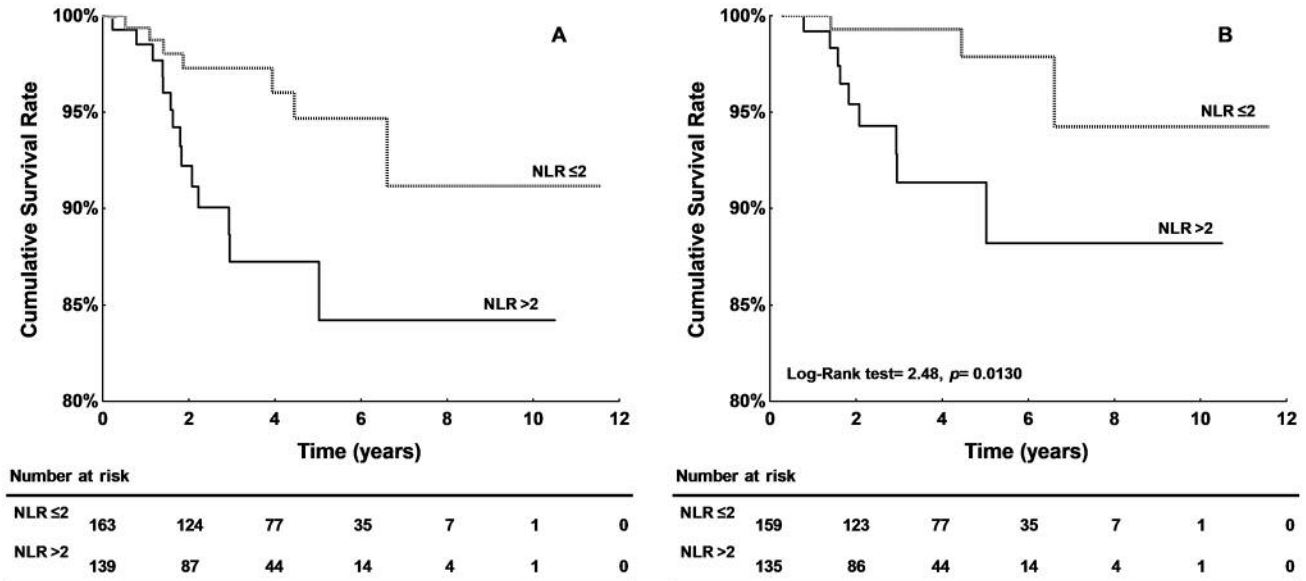 A
100%
95%
90%
85%
80%
Cumulative Survival Rate
NLR ≤2
NLR >2
0 2 4 6 8 10 12
Time (years)
Number at risk
NLR ≤2 163 124 77 35 7 1 0
NLR >2 139 87 44 14 4 1 0
B
100%
95%
90%
85%
80%
Cumulative Survival Rate
NLR ≤2
NLR >2
Log-Rank test= 2.48, p= 0.0130
0 2 4 6 8 10 12
Time (years)
Number at risk
NLR ≤2 159 123 77 35 7 1 0
NLR >2 135 86 44 14 4 1 0